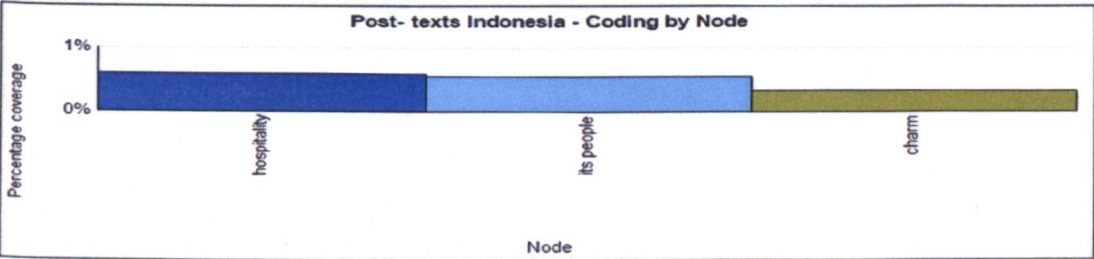 Post- texts Indonesia - Coding by Node
1%
0%
Percentage coverage
hospitality
its people
charm
Node